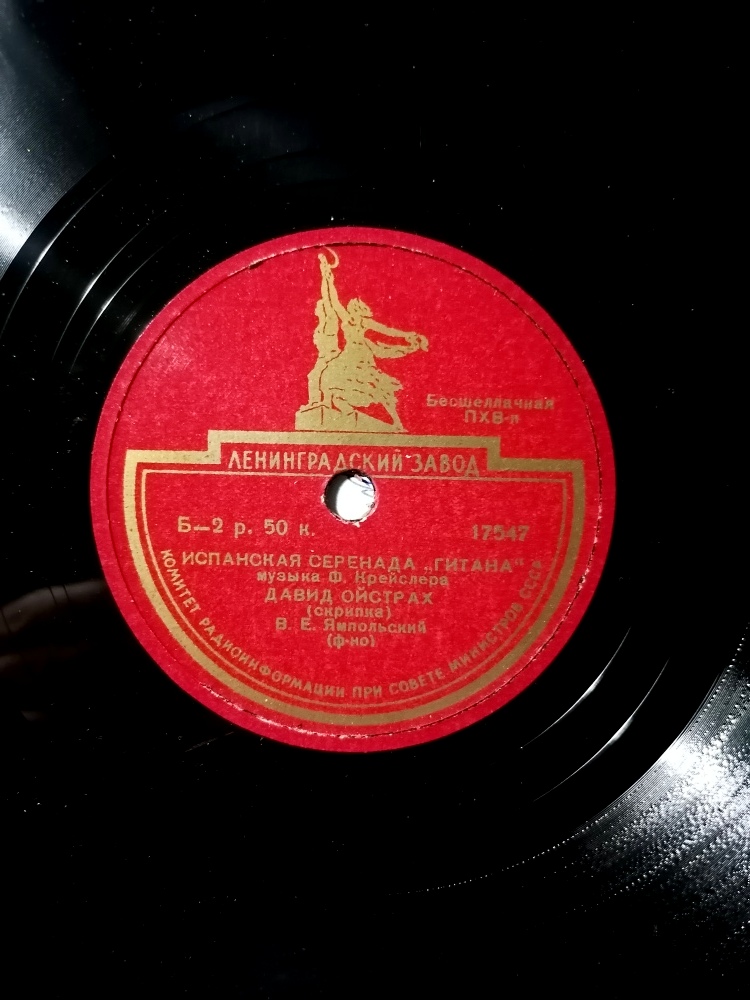 Бесшеллачная
ПХВ-п
ЛЕНИНГРАДСКИЙ ЗАВОД
Б—2 р. 50 к. 17547
ИСПАНСКАЯ СЕРЕНАДА „ГИТАНА“
музыка Ф. Крейслера
ДАВИД ОЙСТРАХ
(скрипка)
В. Е. Ямпольский
(ф-но)
КОМИТЕТ РАДИОИНФОРМАЦИИ ПРИ СОВЕТЕ МИНИСТРОВ СССР